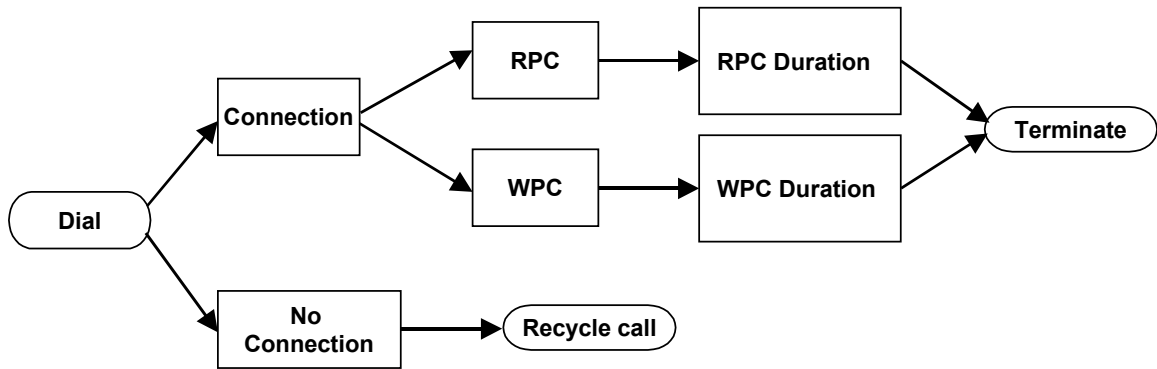 RPC
RPC Duration
Connection
Terminate
WPC
WPC Duration
Dial
No
Connection
Recycle call